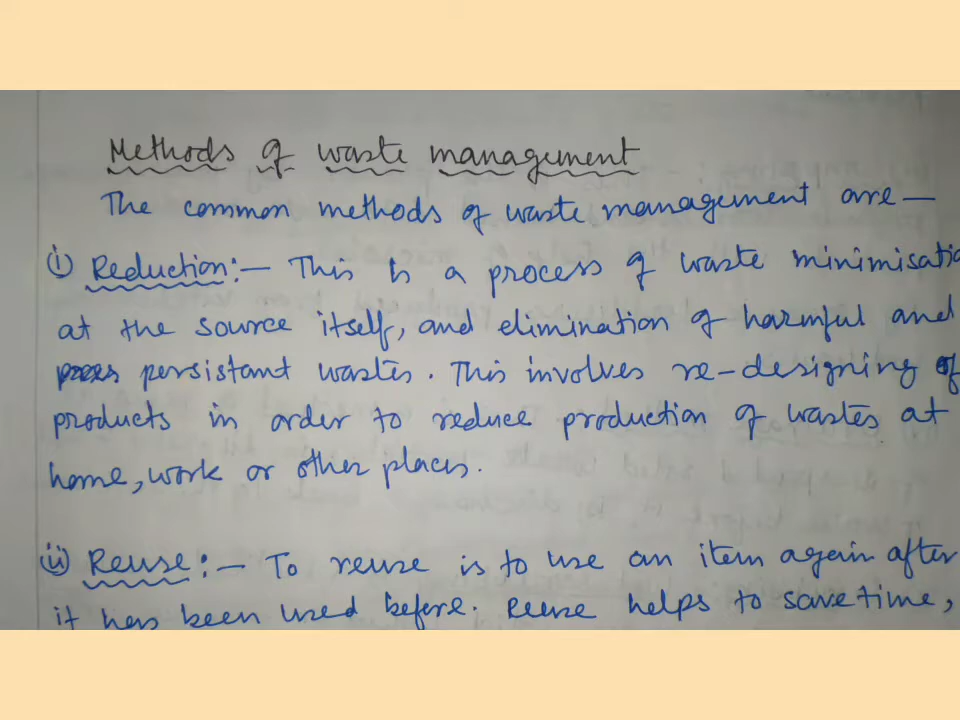 Methods of waste management
The common methods of waste management are —
(i) Reduction:— This is a process of waste minimisatio
at the source itself, and elimination of harmful and
persistant wastes. This involves re-designing of
products in order to reduce production of wastes at
home, work or other places.
(ii) Reuse:— To reuse is to use an item again after
it has been used before. Reuse helps to save time,